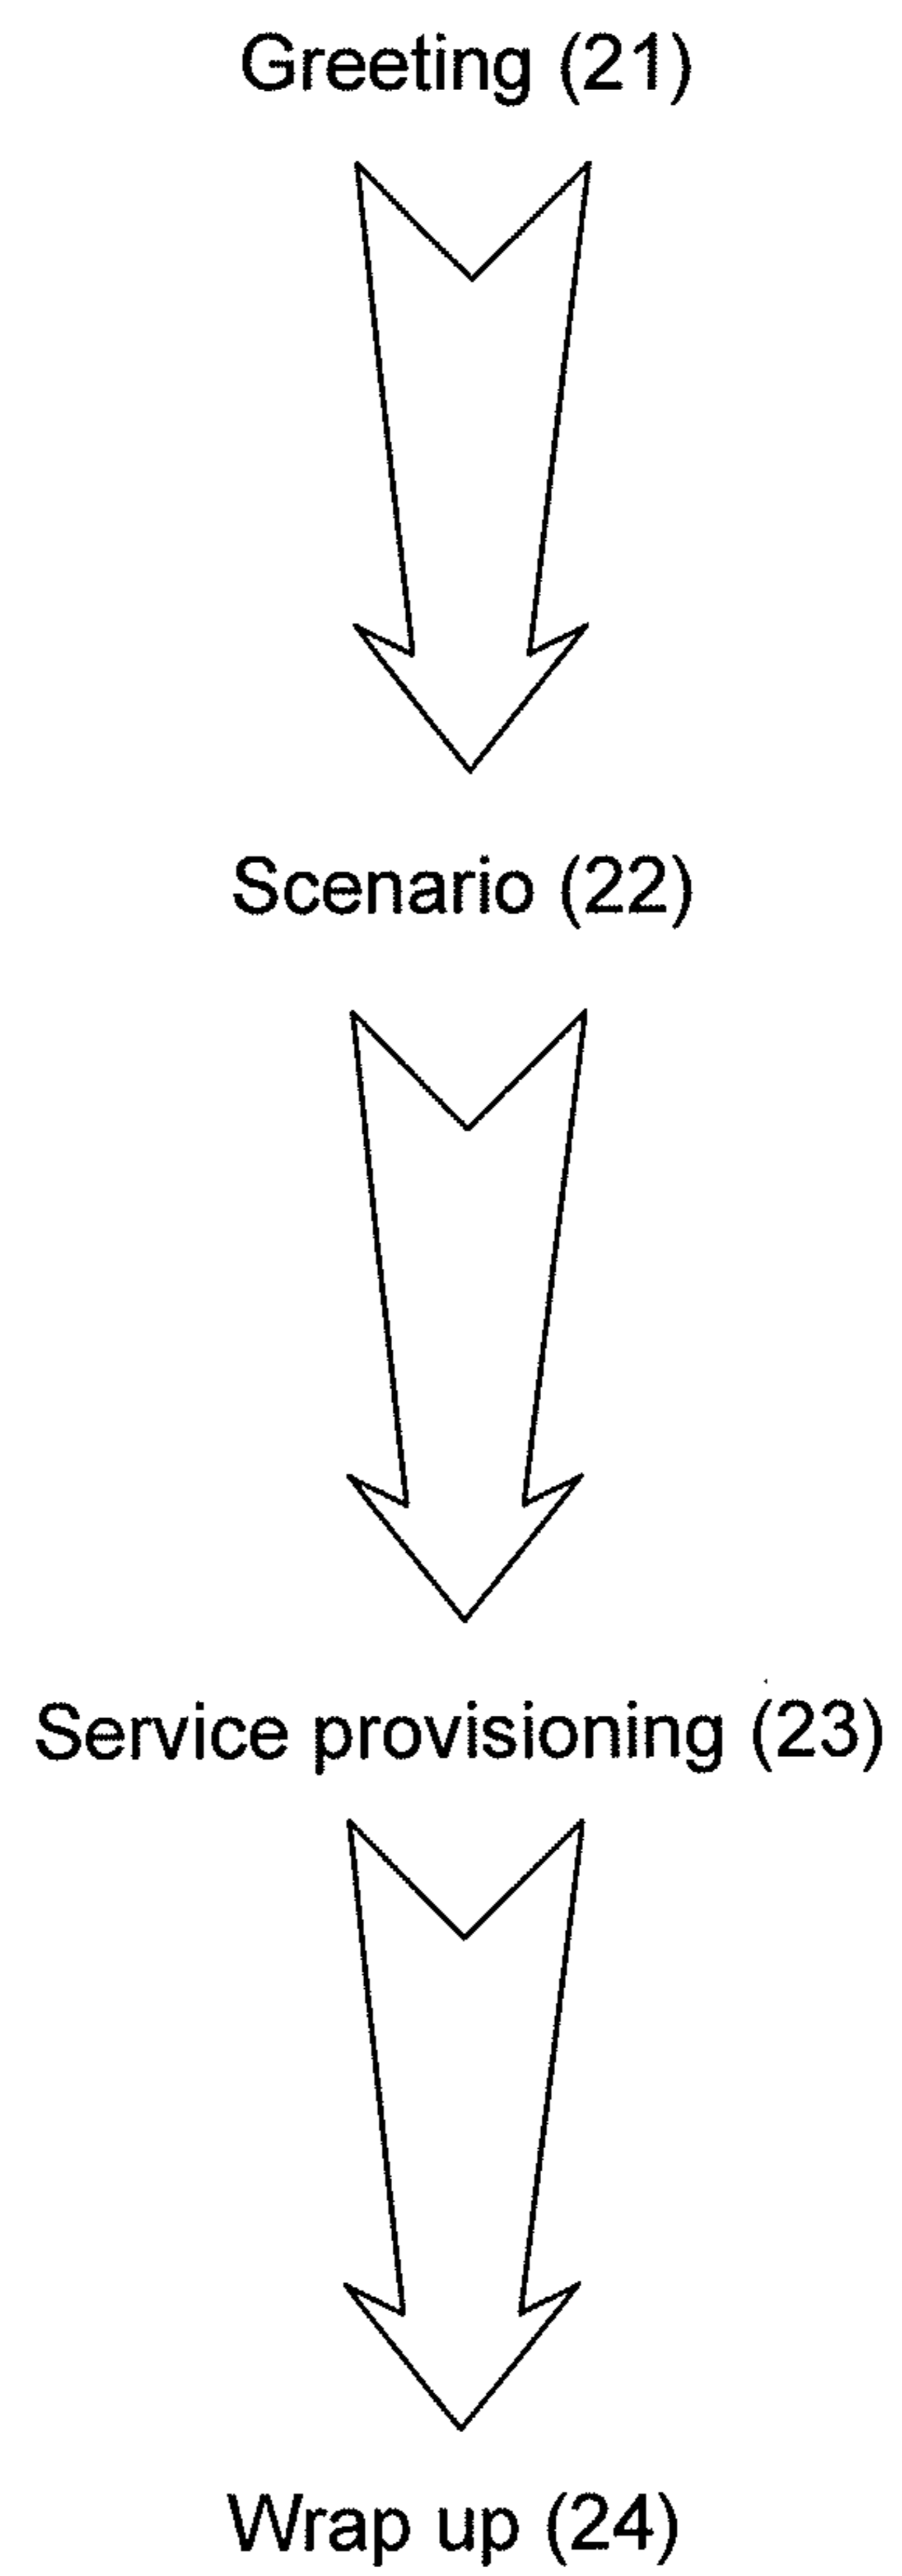 Greeting (21)
Scenario (22)
Service provisioning (23)
Wrap up (24)